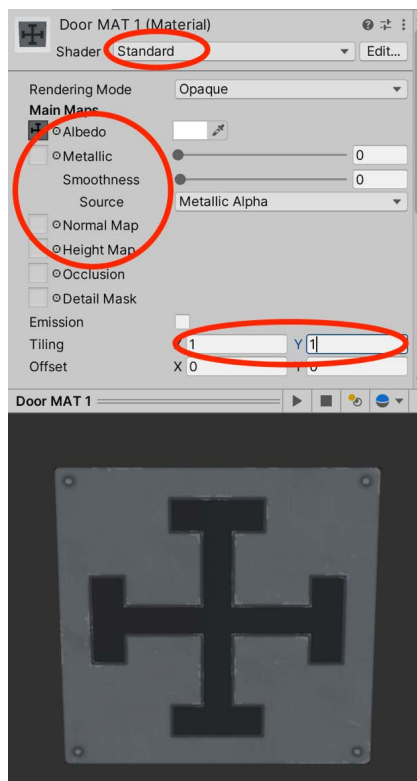 Door MAT 1 (Material)
Shader Standard Edit...
Rendering Mode Opaque
Main Maps
Albedo
Metallic 0
Smoothness 0
Source Metallic Alpha
Normal Map
Height Map
Occlusion
Detail Mask
Emission
Tiling X 1 Y 1
Offset X 0 Y 0
Door MAT 1